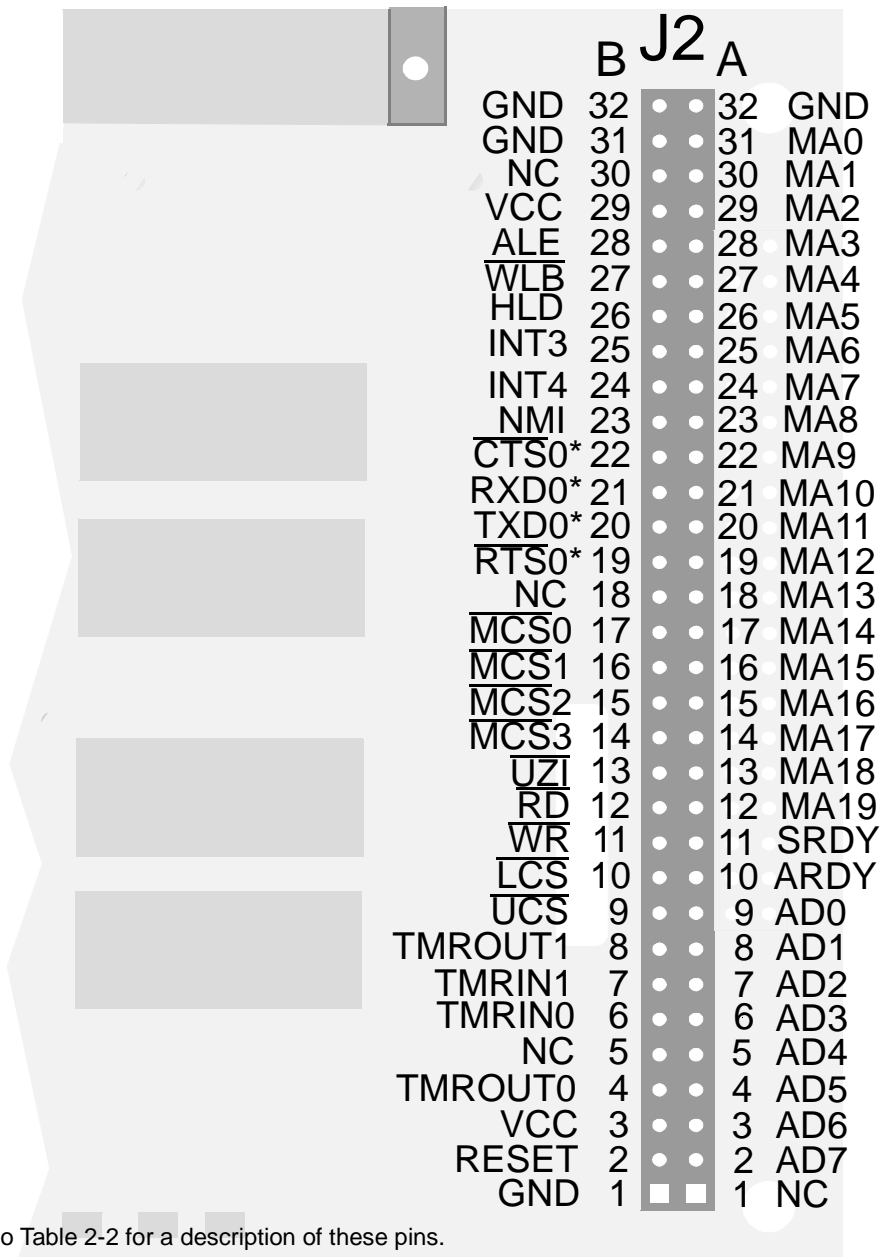 J2
B A
GND 32 32 GND
GND 31 31 MA0
NC 30 30 MA1
VCC 29 29 MA2
ALE 28 28 MA3
WLB 27 27 MA4
HLD 26 26 MA5
INT3 25 25 MA6
INT4 24 24 MA7
NMI 23 23 MA8
CTS0* 22 22 MA9
RXD0* 21 21 MA10
TXD0* 20 20 MA11
RTS0* 19 19 MA12
NC 18 18 MA13
MCS0 17 17 MA14
MCS1 16 16 MA15
MCS2 15 15 MA16
MCS3 14 14 MA17
UZI 13 13 MA18
RD 12 12 MA19
WR 11 11 SRDY
LCS 10 10 ARDY
UCS 9 9 AD0
TMROUT1 8 8 AD1
TMRIN1 7 7 AD2
TMRIN0 6 6 AD3
NC 5 5 AD4
TMROUT0 4 4 AD5
VCC 3 3 AD6
RESET 2 2 AD7
GND 1 1 NC
o Table 2-2 for a description of these pins.